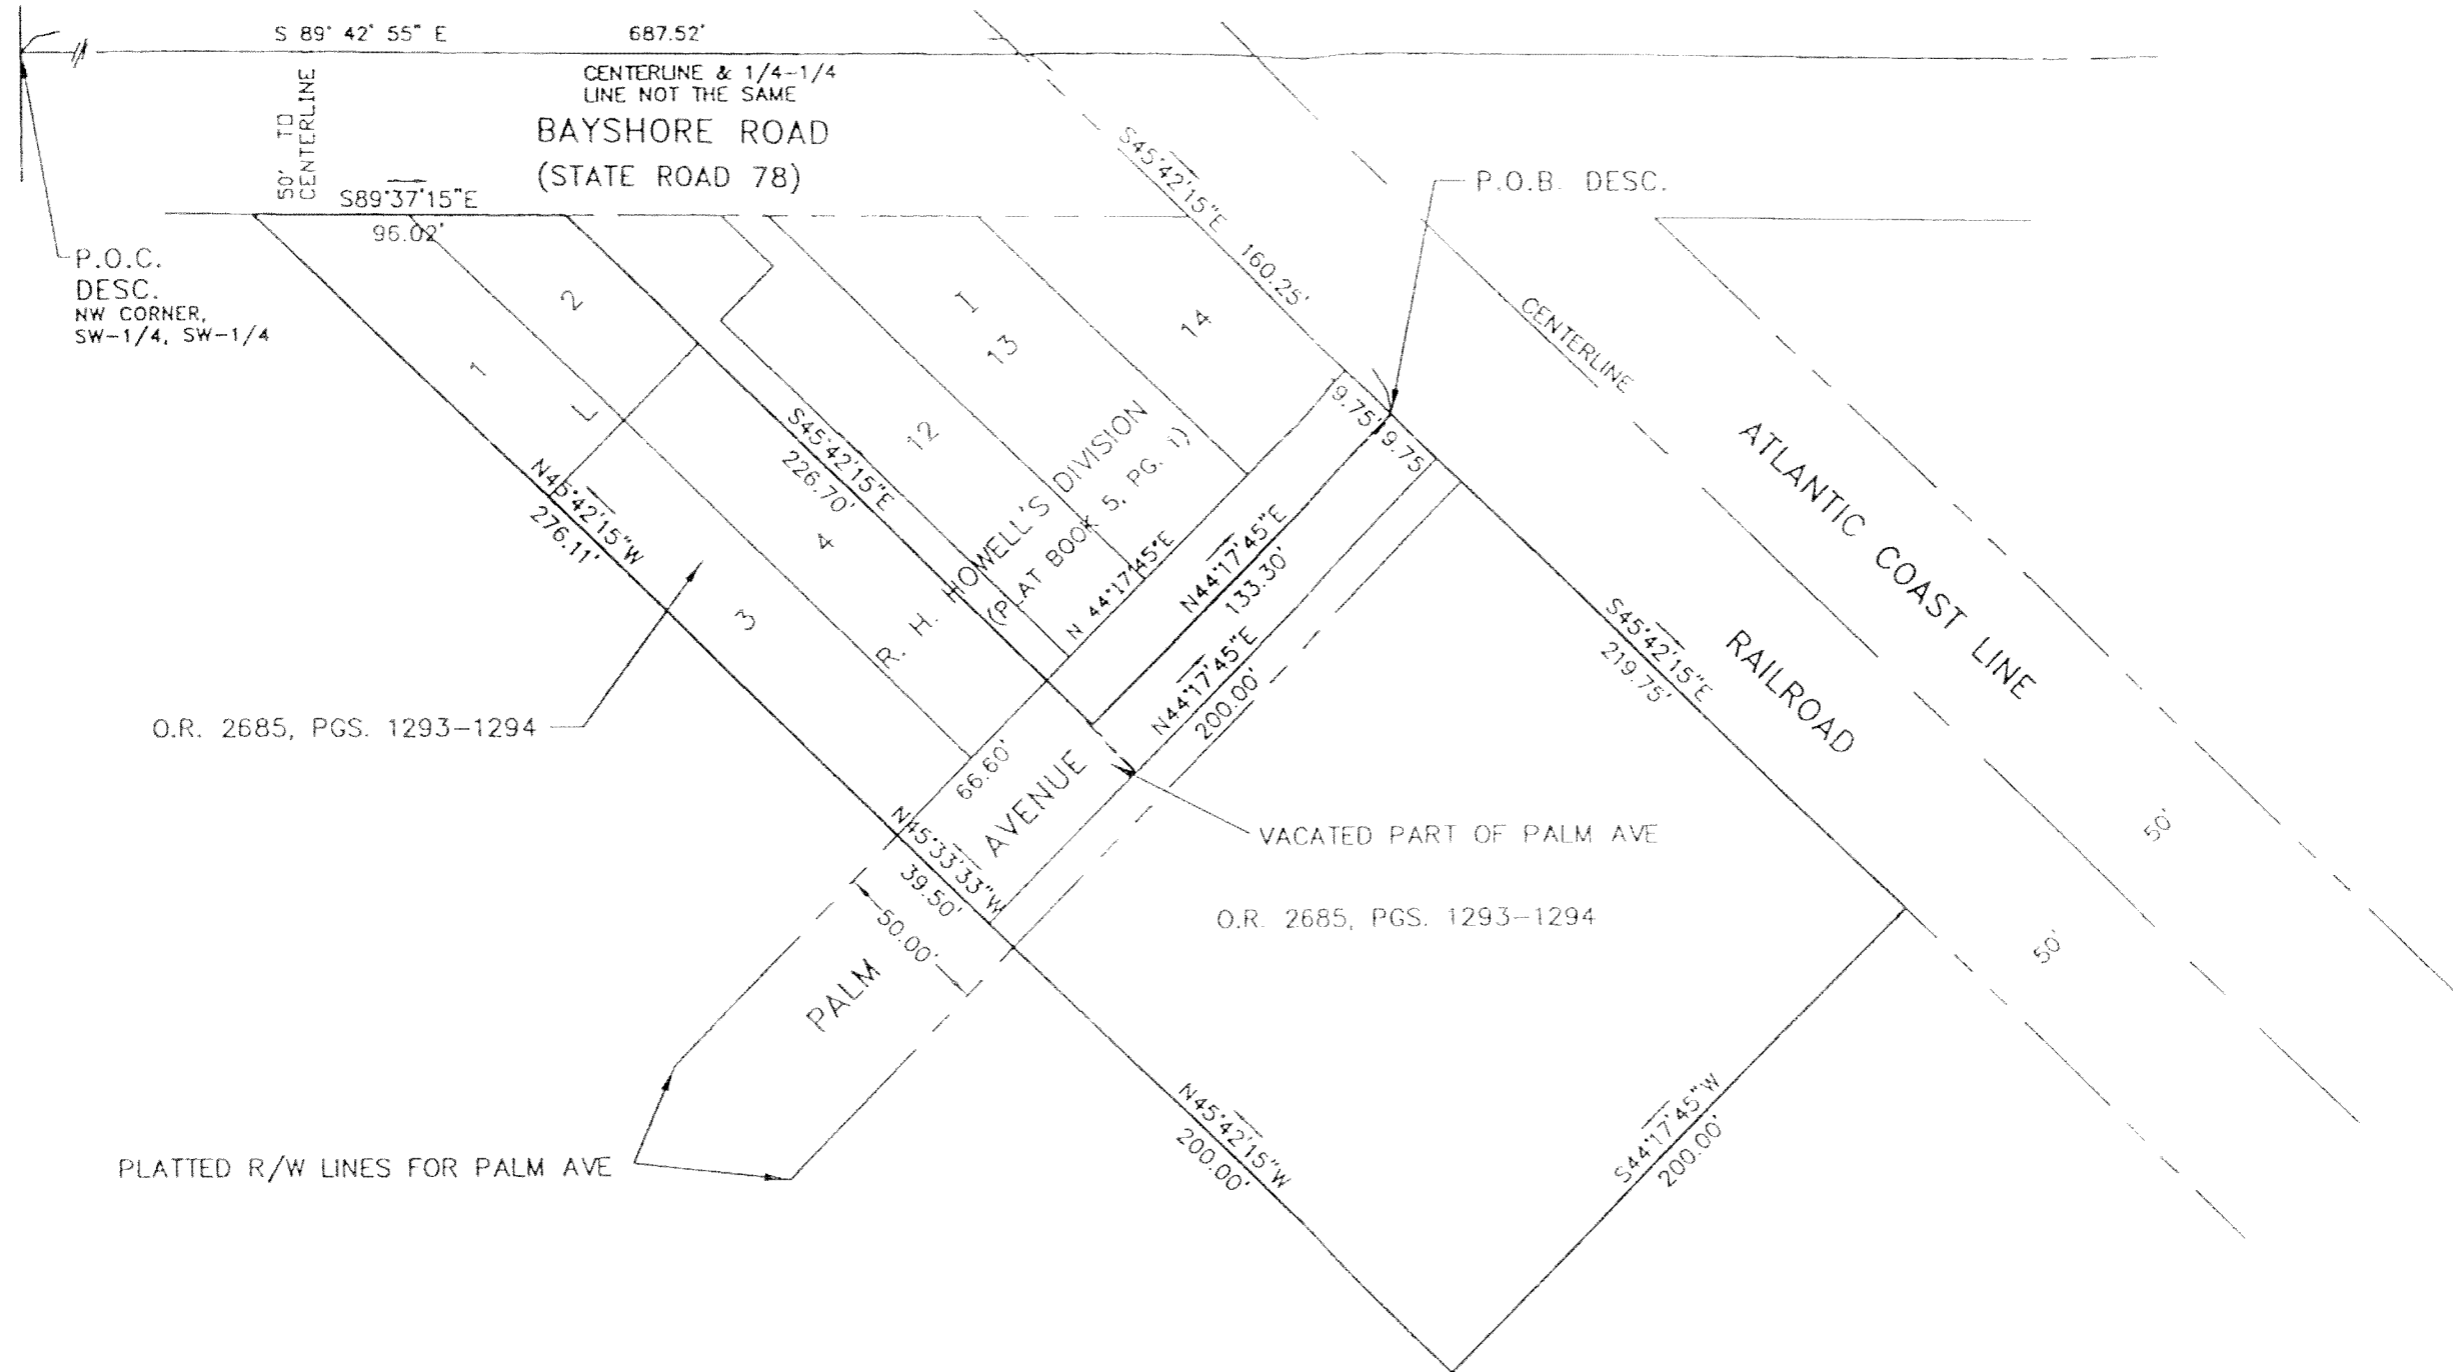 S 89° 42' 55" E 687.52'
CENTERLINE & 1/4-1/4
LINE NOT THE SAME
50' TO
CENTERLINE
BAYSHORE ROAD
(STATE ROAD 78)
S89°37'15"E
96.02'
P.O.C.
DESC.
NW CORNER,
SW-1/4, SW-1/4
S45°42'15"E 160.25'
P.O.B. DESC.
CENTERLINE
ATLANTIC COAST LINE
RAILROAD
1
2
L
3
4
I
12
13
14
9.75'
9.75
R. H. HOWELL'S DIVISION
(PLAT BOOK 5, PG. 1)
S45°42'15"E
226.70'
N45°42'15"W
276.11'
N 44°17'45"E
N44°17'45"E
133.30'
N44°17'45"E
200.00'
S45°42'15"E
219.75'
O.R. 2685, PGS. 1293-1294
66.60'
AVENUE
N45°33'33"W
39.50'
50.00'
PALM
VACATED PART OF PALM AVE
O.R. 2685, PGS. 1293-1294
50'
50'
PLATTED R/W LINES FOR PALM AVE
N45°42'15"W
200.00'
S44°17'45"W
200.00'